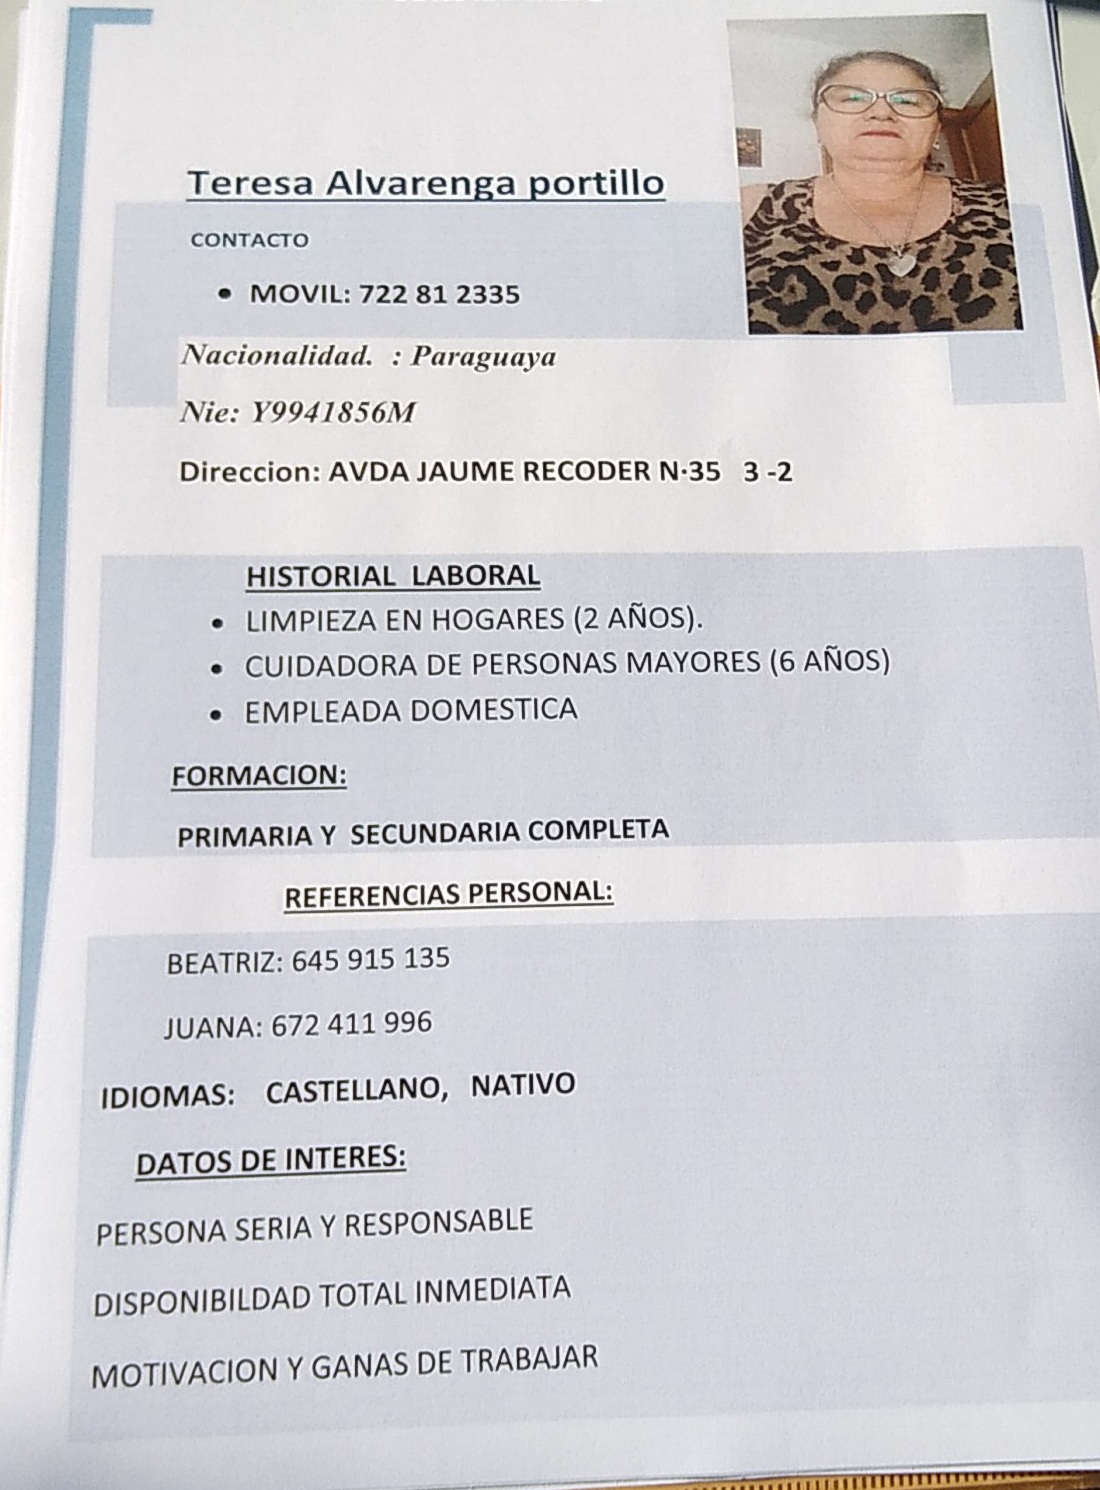 Teresa Alvarenga portillo
CONTACTO
• MOVIL: 722 81 2335
Nacionalidad. : Paraguaya
Nie: Y9941856M
Direccion: AVDA JAUME RECODER N·35 3 -2
HISTORIAL LABORAL
• LIMPIEZA EN HOGARES (2 AÑOS).
• CUIDADORA DE PERSONAS MAYORES (6 AÑOS)
• EMPLEADA DOMESTICA
FORMACION:
PRIMARIA Y SECUNDARIA COMPLETA
REFERENCIAS PERSONAL:
BEATRIZ: 645 915 135
JUANA: 672 411 996
IDIOMAS: CASTELLANO, NATIVO
DATOS DE INTERES:
PERSONA SERIA Y RESPONSABLE
DISPONIBILDAD TOTAL INMEDIATA
MOTIVACION Y GANAS DE TRABAJAR